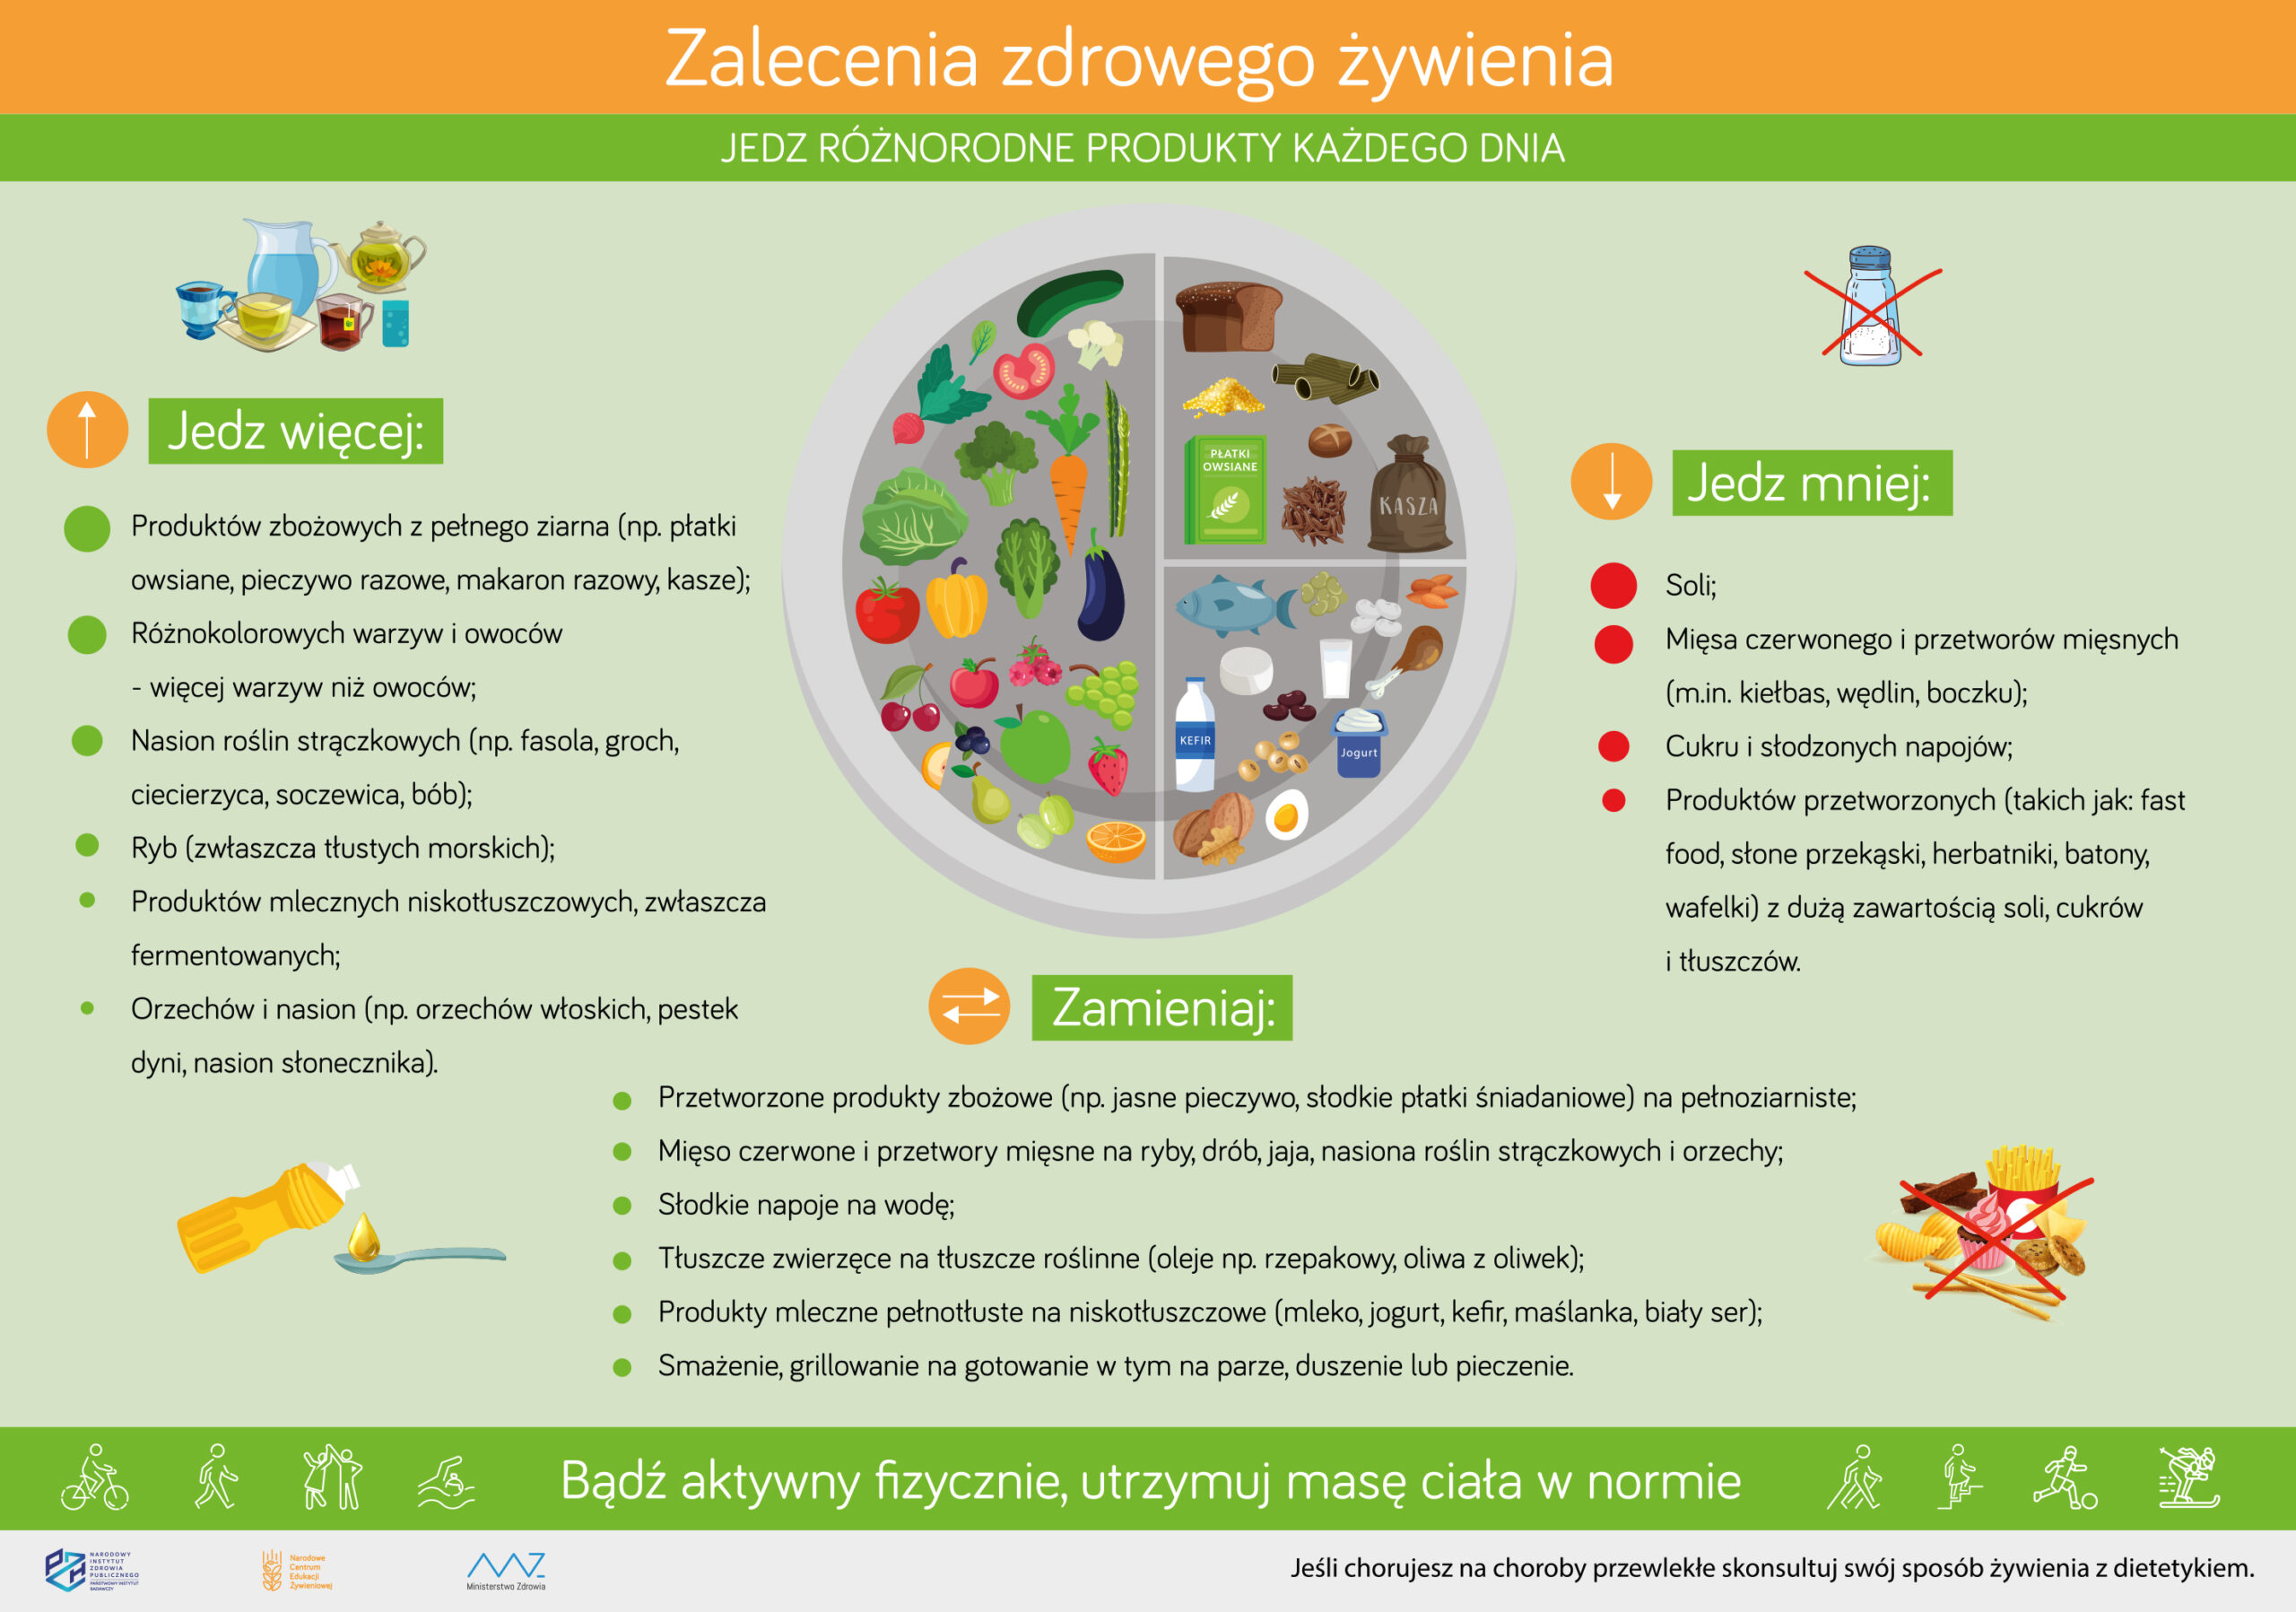 Zalecenia zdrowego żywienia
JEDZ RÓŻNORODNE PRODUKTY KAŻDEGO DNIA
Jedz więcej:
Produktów zbożowych z pełnego ziarna (np. płatki
owsiane, pieczywo razowe, makaron razowy, kasze);
Różnokolorowych warzyw i owoców
- więcej warzyw niż owoców;
Nasion roślin strączkowych (np. fasola, groch,
ciecierzyca, soczewica, bób);
Ryb (zwłaszcza tłustych morskich);
Produktów mlecznych niskotłuszczowych, zwłaszcza
fermentowanych;
Orzechów i nasion (np. orzechów włoskich, pestek
dyni, nasion słonecznika).
PŁATKI
OWSIANE
KASZA
KEFIR
Jogurt
Jedz mniej:
Soli;
Mięsa czerwonego i przetworów mięsnych
(m.in. kiełbas, wędlin, boczku);
Cukru i słodzonych napojów;
Produktów przetworzonych (takich jak: fast
food, słone przekąski, herbatniki, batony,
wafelki) z dużą zawartością soli, cukrów
i tłuszczów.
Zamieniaj:
Przetworzone produkty zbożowe (np. jasne pieczywo, słodkie płatki śniadaniowe) na pełnoziarniste;
Mięso czerwone i przetwory mięsne na ryby, drób, jaja, nasiona roślin strączkowych i orzechy;
Słodkie napoje na wodę;
Tłuszcze zwierzęce na tłuszcze roślinne (oleje np. rzepakowy, oliwa z oliwek);
Produkty mleczne pełnotłuste na niskotłuszczowe (mleko, jogurt, kefir, maślanka, biały ser);
Smażenie, grillowanie na gotowanie w tym na parze, duszenie lub pieczenie.
Bądź aktywny fizycznie, utrzymuj masę ciała w normie
PZH
NARODOWY
INSTYTUT
ZDROWIA
PUBLICZNEGO
PAŃSTWOWY INSTYTUT
BADAWCZY
Narodowe
Centrum
Edukacji
Żywieniowej
MZ
Ministerstwo Zdrowia
Jeśli chorujesz na choroby przewlekłe skonsultuj swój sposób żywienia z dietetykiem.